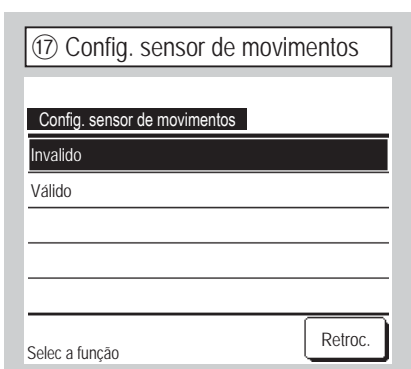 ⑰ Config. sensor de movimentos
Config. sensor de movimentos
Invalido
Válido
Selec a função
Retroc.